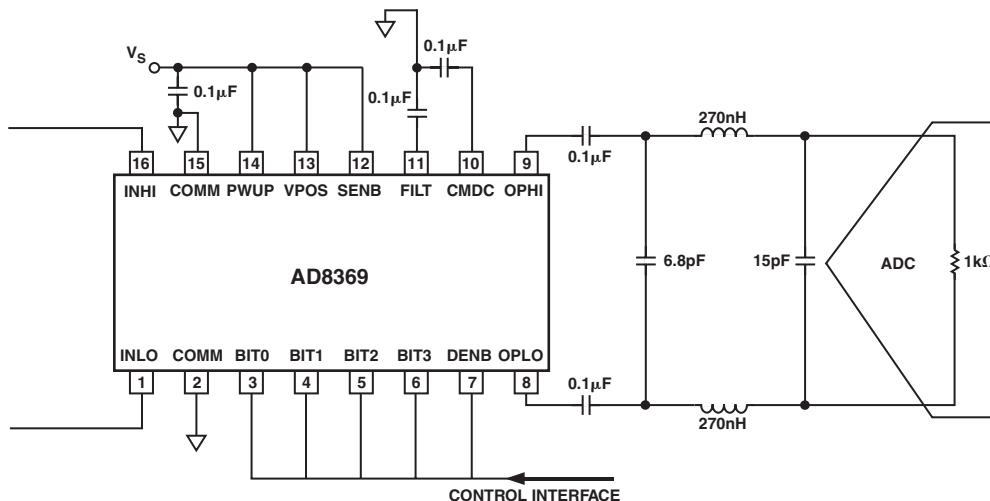 VS
0.1µF
0.1µF
0.1µF
16 15 14 13 12 11 10 9
INHI COMM PWUP VPOS SENB FILT CMDC OPHI
AD8369
INLO COMM BIT0 BIT1 BIT2 BIT3 DENB OPLO
1 2 3 4 5 6 7 8
CONTROL INTERFACE
0.1µF
270nH
6.8pF
15pF
ADC
1kΩ
0.1µF
270nH